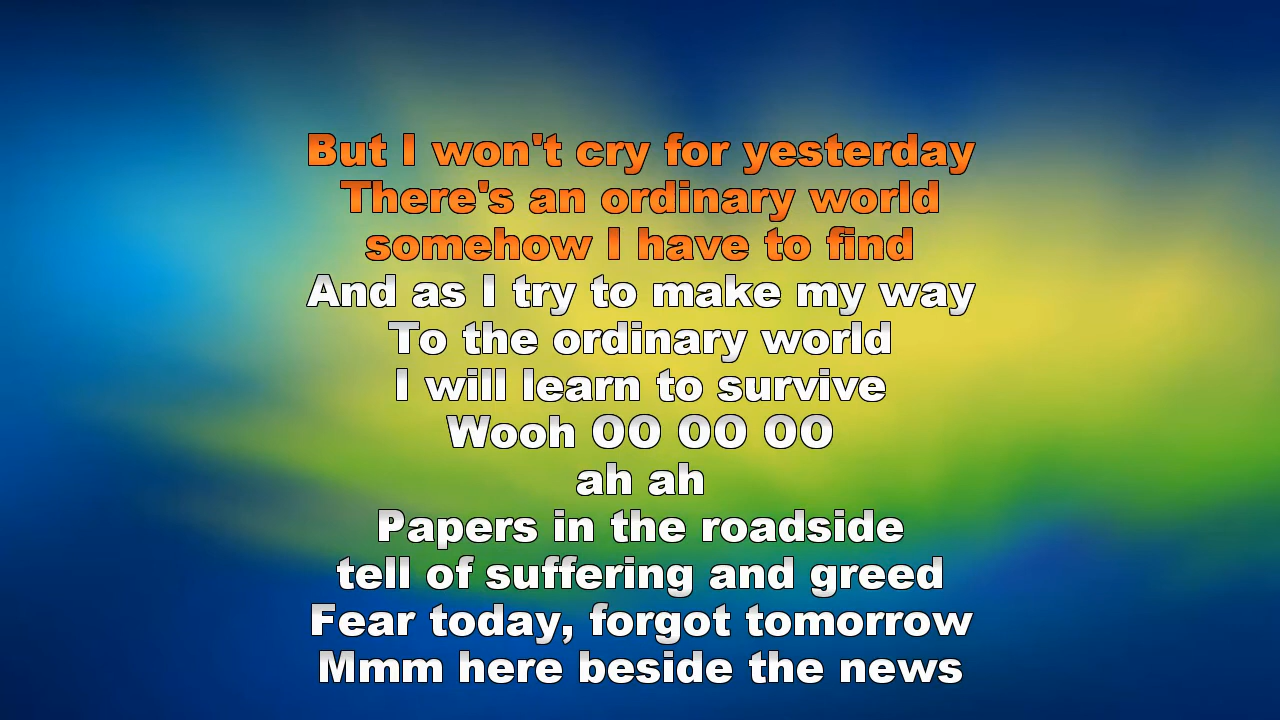 But I won't cry for yesterday
There's an ordinary world
somehow I have to find
And as I try to make my way
To the ordinary world
I will learn to survive
Wooh OO OO OO
ah ah
Papers in the roadside
tell of suffering and greed
Fear today, forgot tomorrow
Mmm here beside the news